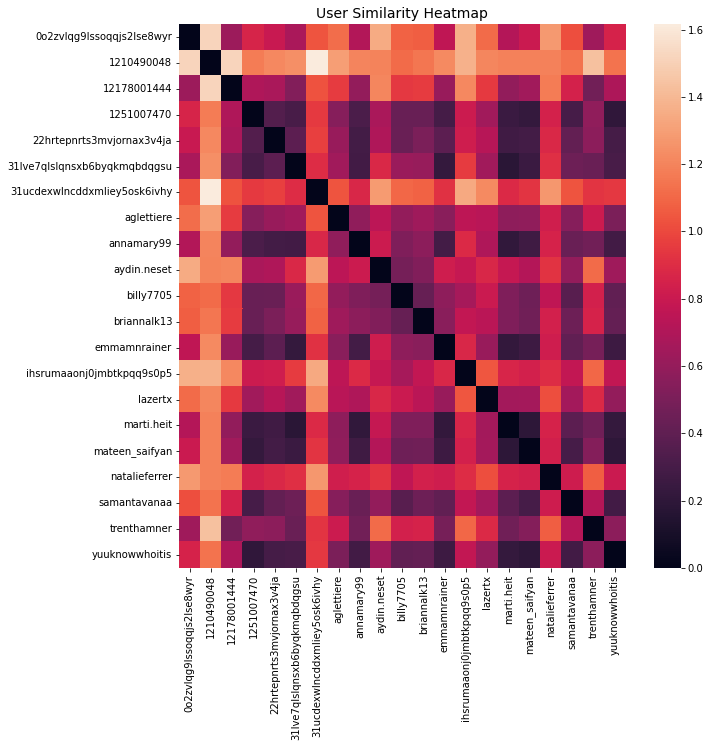 User Similarity Heatmap
0o2zvlqg9lssoqqjs2lse8wyr
1210490048
12178001444
1251007470
22hrtepnrts3mvjornax3v4ja
31lve7qlslqnsxb6byqkmqbdqgsu
31ucdexwlncddxmliey5osk6ivhy
aglettiere
annamary99
aydin.neset
billy7705
briannalk13
emmamnrainer
ihsrumaaonj0jmbtkpqq9s0p5
lazertx
marti.heit
mateen_saifyan
natalieferrer
samantavanaa
trenthamner
yuuknowwhoitis
0o2zvlqg9lssoqqjs2lse8wyr
1210490048
12178001444
1251007470
22hrtepnrts3mvjornax3v4ja
31lve7qlslqnsxb6byqkmqbdqgsu
31ucdexwlncddxmliey5osk6ivhy
aglettiere
annamary99
aydin.neset
billy7705
briannalk13
emmamnrainer
ihsrumaaonj0jmbtkpqq9s0p5
lazertx
marti.heit
mateen_saifyan
natalieferrer
samantavanaa
trenthamner
yuuknowwhoitis
1.6
1.4
1.2
1.0
0.8
0.6
0.4
0.2
0.0